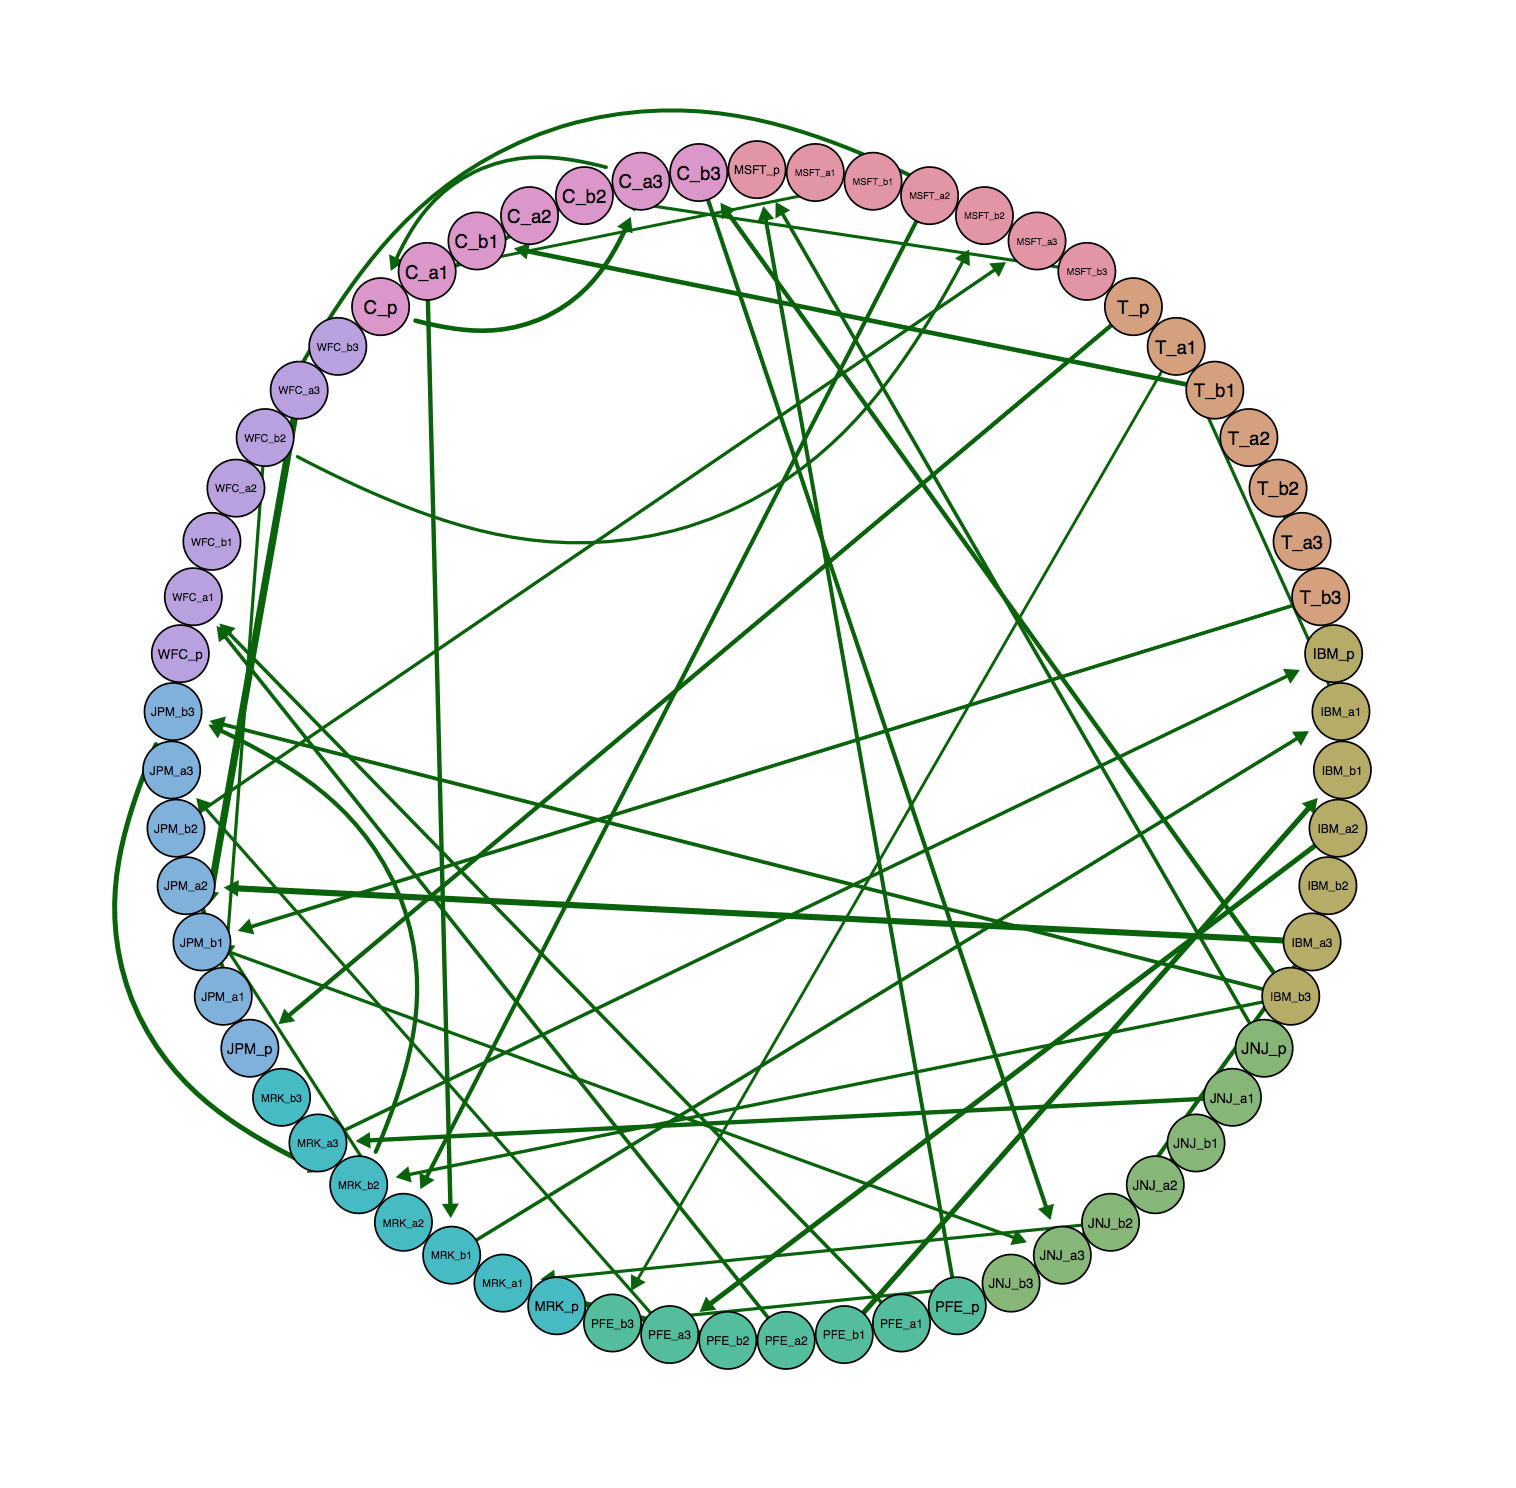 C_b3
MSFT_p
MSFT_a1
MSFT_b1
MSFT_a2
MSFT_b2
MSFT_a3
MSFT_b3
T_p
T_a1
T_b1
T_a2
T_b2
T_a3
T_b3
IBM_p
IBM_a1
IBM_b1
IBM_a2
IBM_b2
IBM_a3
IBM_b3
JNJ_p
JNJ_a1
JNJ_b1
JNJ_a2
JNJ_b2
JNJ_a3
JNJ_b3
PFE_p
PFE_a1
PFE_b1
PFE_a2
PFE_b2
PFE_a3
PFE_b3
MRK_p
MRK_a1
MRK_b1
MRK_a2
MRK_b2
MRK_a3
MRK_b3
JPM_p
JPM_a1
JPM_b1
JPM_a2
JPM_b2
JPM_a3
JPM_b3
WFC_p
WFC_a1
WFC_b1
WFC_a2
WFC_b2
WFC_a3
WFC_b3
C_p
C_a1
C_b1
C_a2
C_b2
C_a3